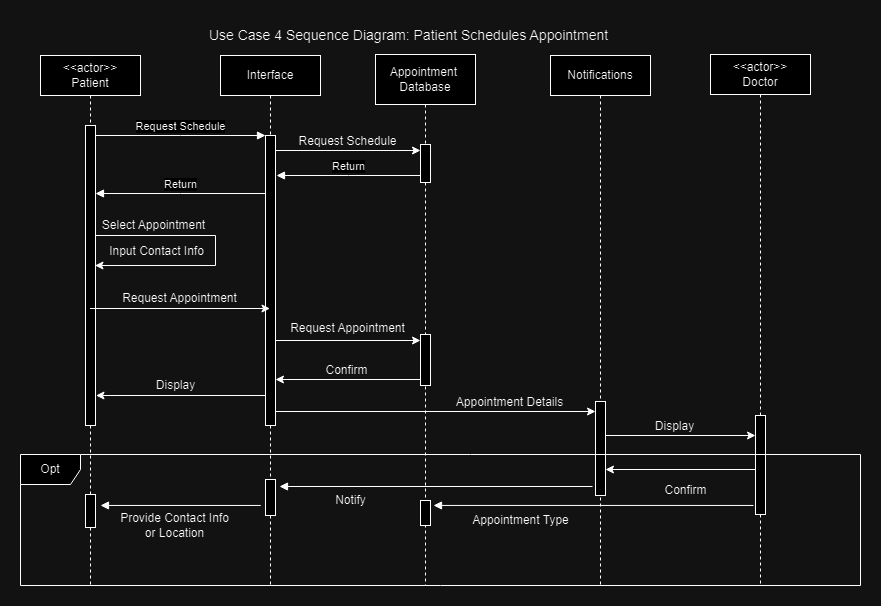 Use Case 4 Sequence Diagram: Patient Schedules Appointment
<<actor>>
Patient
Interface
Appointment
Database
Notifications
<<actor>>
Doctor
Request Schedule
Request Schedule
Return
Return
Select Appointment
Input Contact Info
Request Appointment
Request Appointment
Confirm
Display
Appointment Details
Display
Opt
Confirm
Notify
Provide Contact Info
or Location
Appointment Type